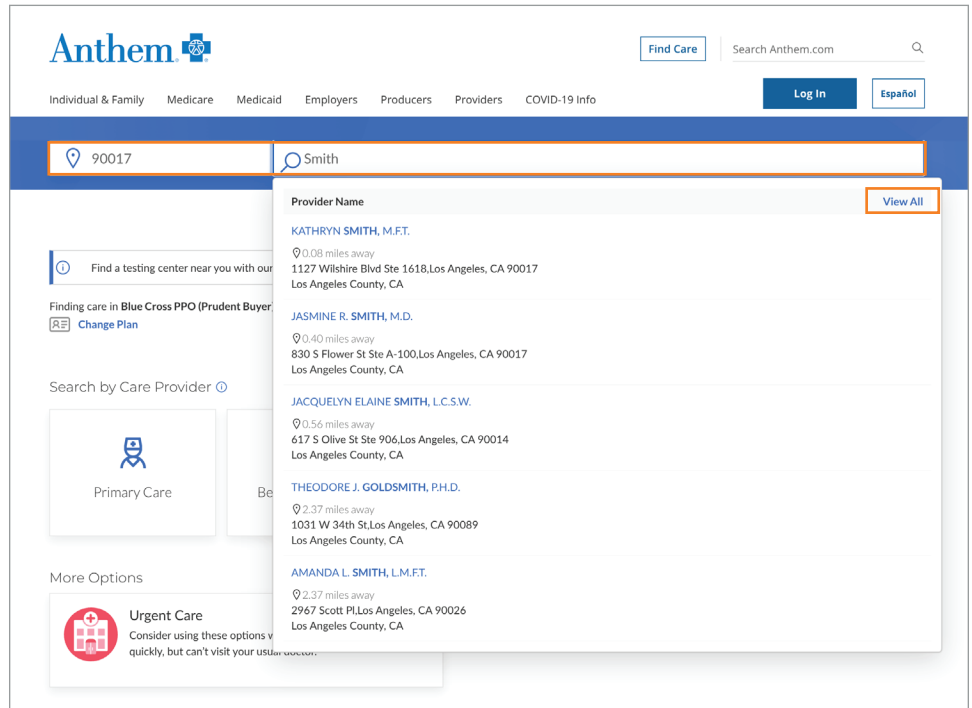 Anthem
Find Care
Search Anthem.com
Individual & Family Medicare Medicaid Employers Producers Providers COVID-19 Info
Log In
Español
90017
Smith
Provider Name
View All
KATHRYN SMITH, M.F.T.
0.08 miles away
1127 Wilshire Blvd Ste 1618,Los Angeles, CA 90017
Los Angeles County, CA
JASMINE R. SMITH, M.D.
0.40 miles away
830 S Flower St Ste A-100,Los Angeles, CA 90017
Los Angeles County, CA
JACQUELYN ELAINE SMITH, L.C.S.W.
0.56 miles away
617 S Olive St Ste 906,Los Angeles, CA 90014
Los Angeles County, CA
THEODORE J. GOLDSMITH, P.H.D.
2.37 miles away
1031 W 34th St,Los Angeles, CA 90089
Los Angeles County, CA
AMANDA L. SMITH, L.M.F.T.
2.37 miles away
2967 Scott Pl,Los Angeles, CA 90026
Los Angeles County, CA
Find a testing center near you with our
Finding care in Blue Cross PPO (Prudent Buyer)
Change Plan
Search by Care Provider
Primary Care
Be
More Options
Urgent Care
Consider using these options
quickly, but can't visit your usual doctor.